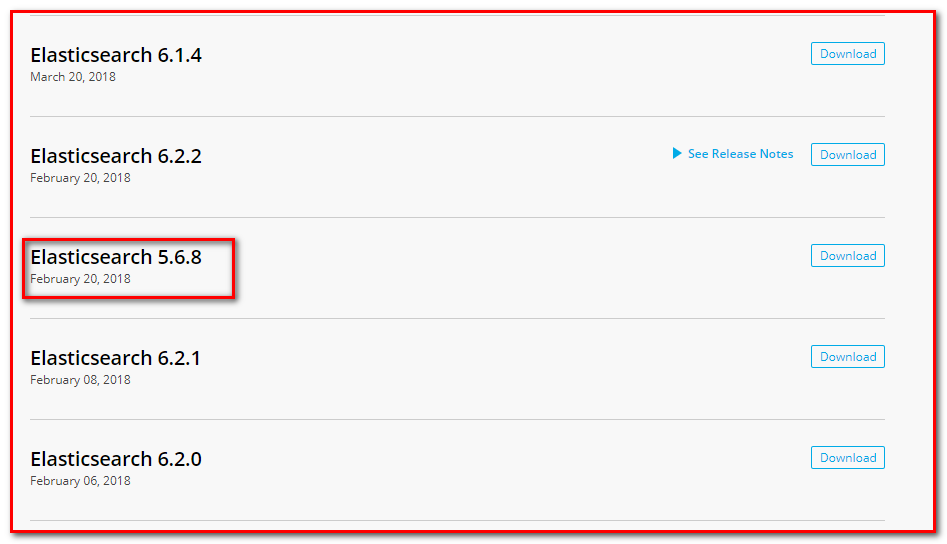 Elasticsearch 6.1.4
Download
March 20, 2018
Elasticsearch 6.2.2
See Release Notes
Download
February 20, 2018
Elasticsearch 5.6.8
Download
February 20, 2018
Elasticsearch 6.2.1
Download
February 08, 2018
Elasticsearch 6.2.0
Download
February 06, 2018